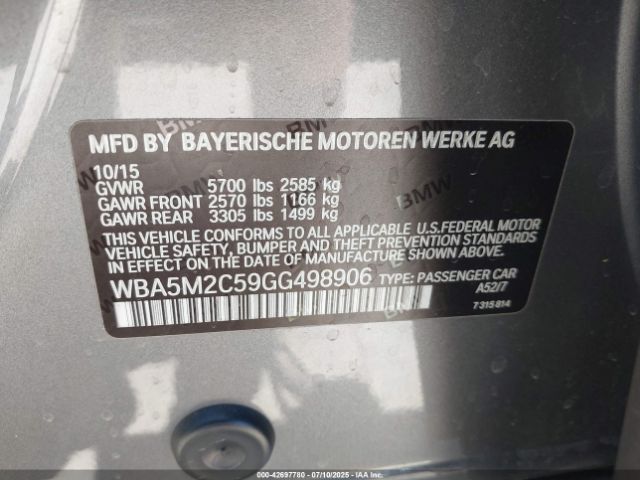 MFD BY BAYERISCHE MOTOREN WERKE AG
10/15
GVWR 5700 lbs 2585 kg
GAWR FRONT 2570 lbs 1166 kg
GAWR REAR 3305 lbs 1499 kg
THIS VEHICLE CONFORMS TO ALL APPLICABLE U.S.FEDERAL MOTOR
VEHICLE SAFETY, BUMPER AND THEFT PREVENTION STANDARDS
IN EFFECT ON THE DATE OF MANUFACTURE SHOWN ABOVE.
WBA5M2C59GG498906 TYPE: PASSENGER CAR
A52/7
7315814
000-42697780 - 07/10/2025 - IAAI.COM